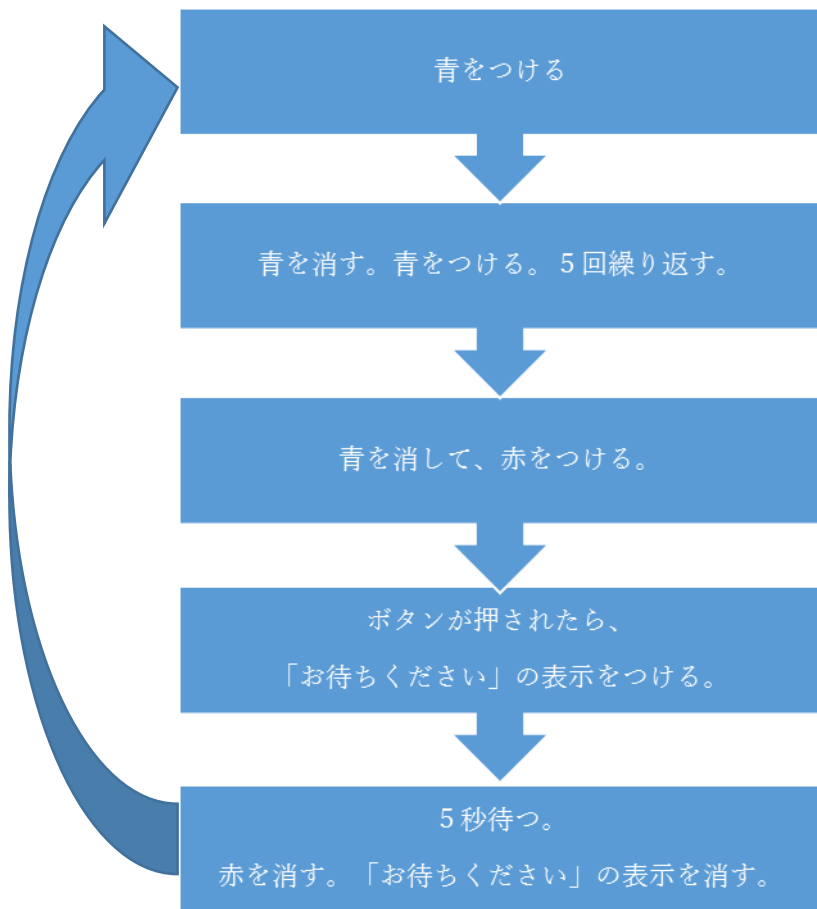 青をつける
青を消す。青をつける。５回繰り返す。
青を消して、赤をつける。
ボタンが押されたら、
「お待ちください」の表示をつける。
５秒待つ。
赤を消す。「お待ちください」の表示を消す。